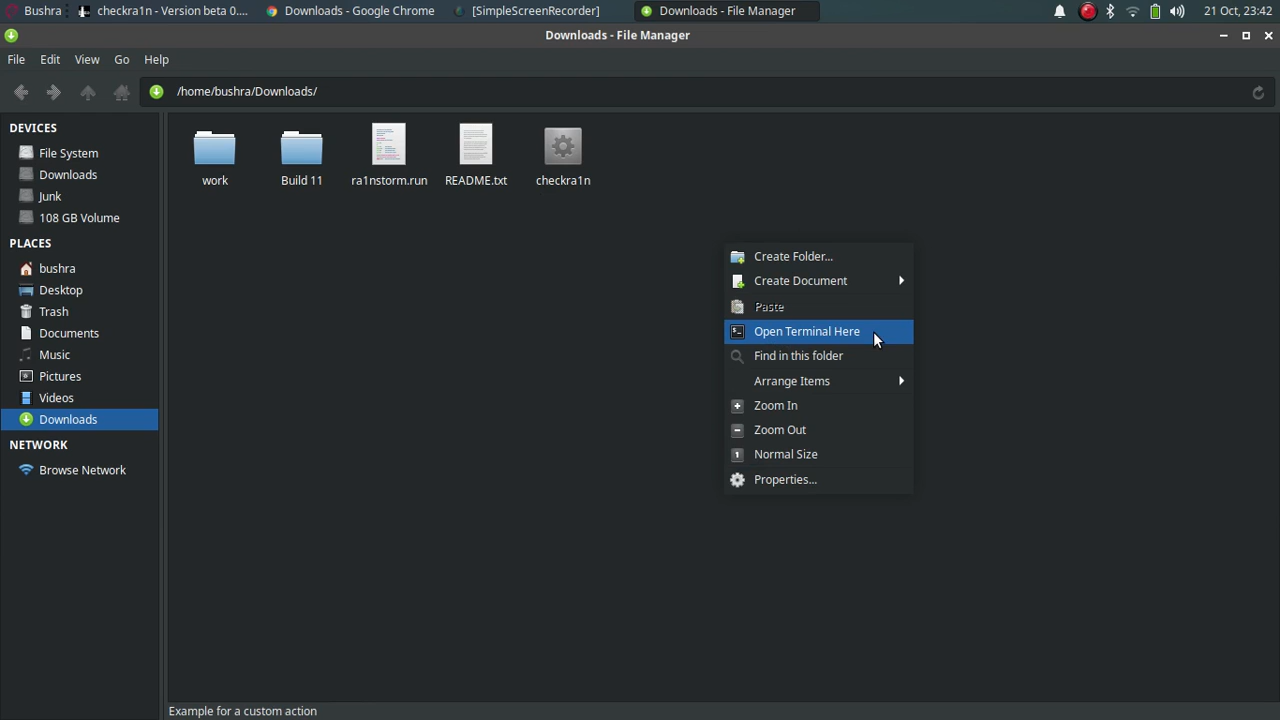 Bushra
checkra1n - Version beta 0....
Downloads - Google Chrome
[SimpleScreenRecorder]
Downloads - File Manager
21 Oct, 23:42
Downloads - File Manager
File Edit View Go Help
/home/bushra/Downloads/
DEVICES
File System
Downloads
Junk
108 GB Volume
PLACES
bushra
Desktop
Trash
Documents
Music
Pictures
Videos
Downloads
NETWORK
Browse Network
work
Build 11
ra1nstorm.run
README.txt
checkra1n
Create Folder...
Create Document
Paste
Open Terminal Here
Find in this folder
Arrange Items
Zoom In
Zoom Out
Normal Size
Properties...
Example for a custom action